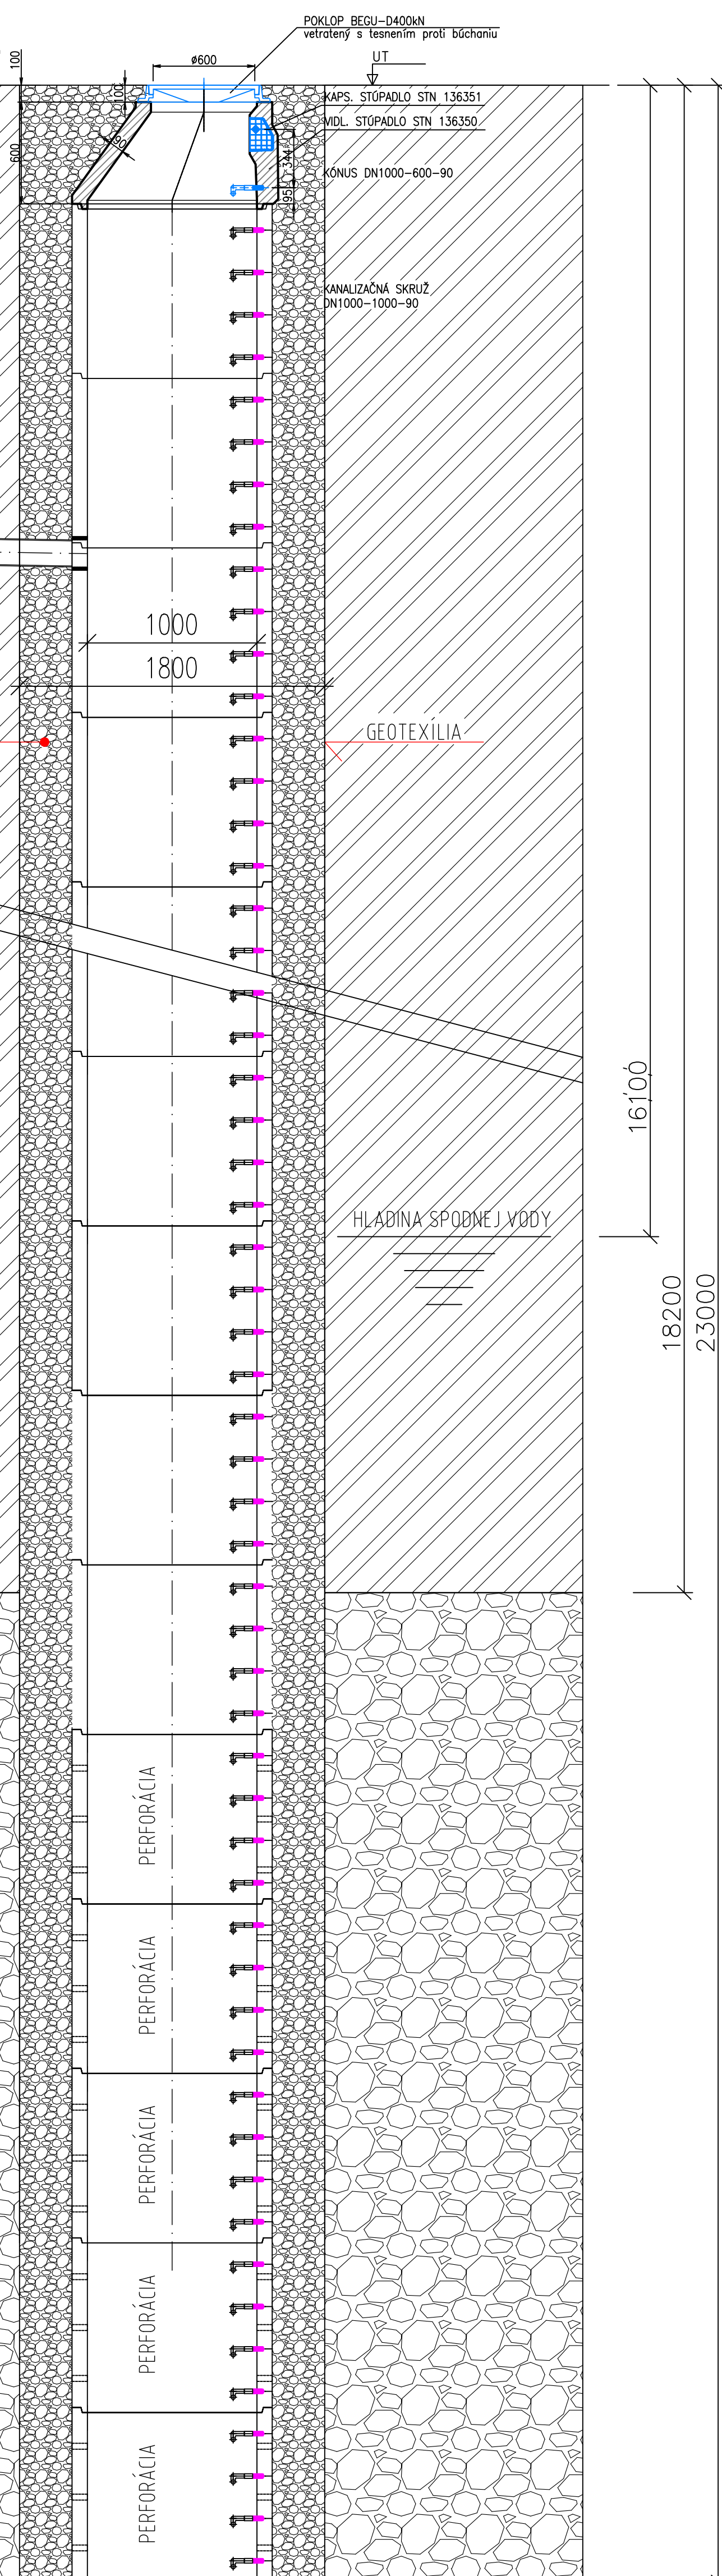 POKLOP BEGU-D400kN
vetratený s tesnením proti búchaniu
UT
100
ø600
100
KAPS. STÚPADLO STN 136351
VIDL. STÚPADLO STN 136350
90
600
344
95
KÓNUS DN1000-600-90
KANALIZAČNÁ SKRUŽ
DN1000-1000-90
1000
1800
GEOTEXÍLIA
16100
HLADINA SPODNEJ VODY
18200
23000
PERFORÁCIA
PERFORÁCIA
PERFORÁCIA
PERFORÁCIA
PERFORÁCIA